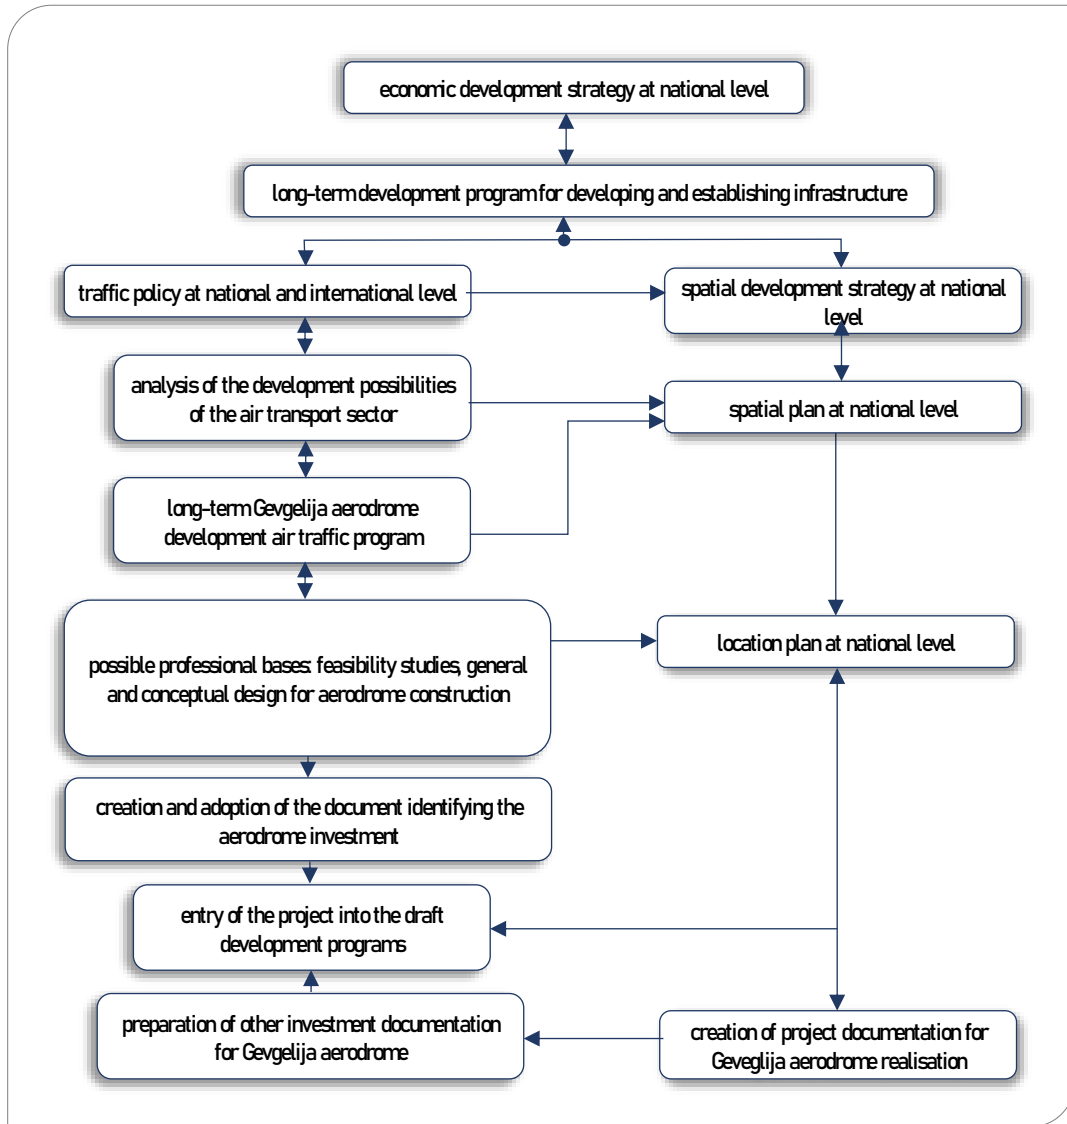 economic development strategy at national level
long-term development program for developing and establishing infrastructure
traffic policy at national and international level
spatial development strategy at national
level
analysis of the development possibilities
of the air transport sector
spatial plan at national level
long-term Gevgelija aerodrome
development air traffic program
possible professional bases: feasibility studies, general
and conceptual design for aerodrome construction
location plan at national level
creation and adoption of the document identifying the
aerodrome investment
entry of the project into the draft
development programs
preparation of other investment documentation
for Gevgelija aerodrome
creation of project documentation for
Geveglija aerodrome realisation